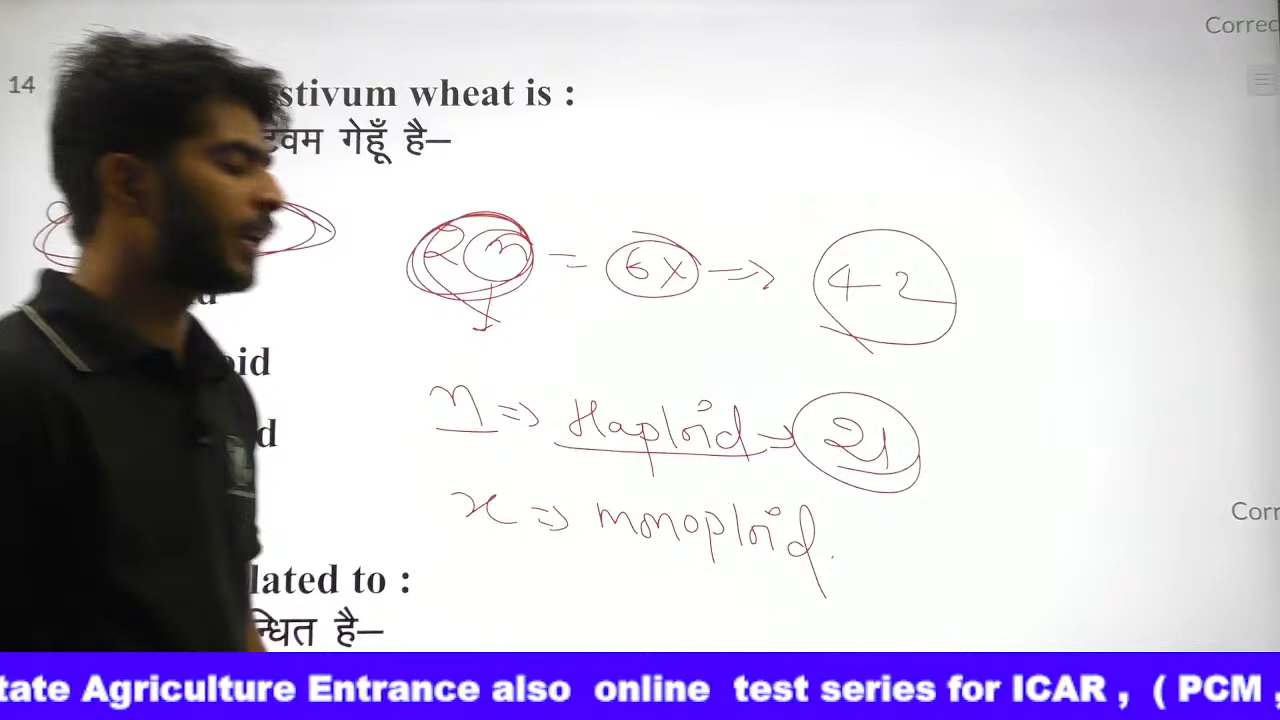 Correc
14
stivum wheat is :
टवम गेहूँ है–
2n = 6x => 42
oid
n => Haploid -> 21
d
x => monoploid.
Corr
lated to :
न्धित है–
tate Agriculture Entrance also online test series for ICAR , ( PCM ,